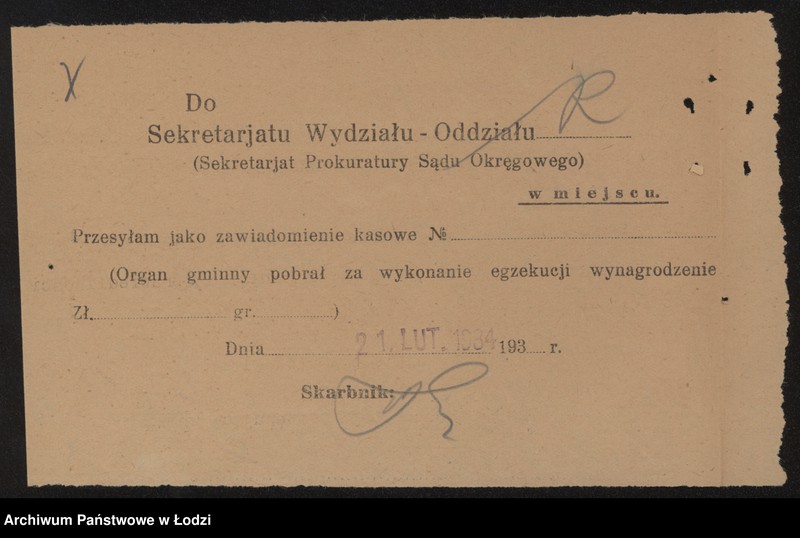 X
Do
Sekretarjatu Wydziału - Oddziału R
(Sekretarjat Prokuratury Sądu Okręgowego)
w miejscu.
Przesyłam jako zawiadomienie kasowe №
(Organ gminny pobrał za wykonanie egzekucji wynagrodzenie
Zł. gr. )
Dnia 21. LUT. 1934 193 r.
Skarbnik:
Archiwum Państwowe w Łodzi